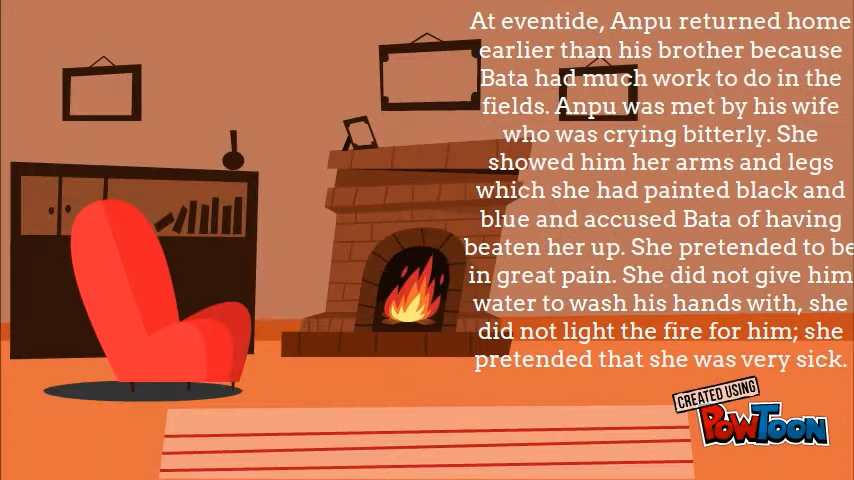 At eventide, Anpu returned home
earlier than his brother because
Bata had much work to do in the
fields. Anpu was met by his wife
who was crying bitterly. She
showed him her arms and legs
which she had painted black and
blue and accused Bata of having
beaten her up. She pretended to be
in great pain. She did not give him
water to wash his hands with, she
did not light the fire for him; she
pretended that she was very sick.
CREATED USING
POWTOON